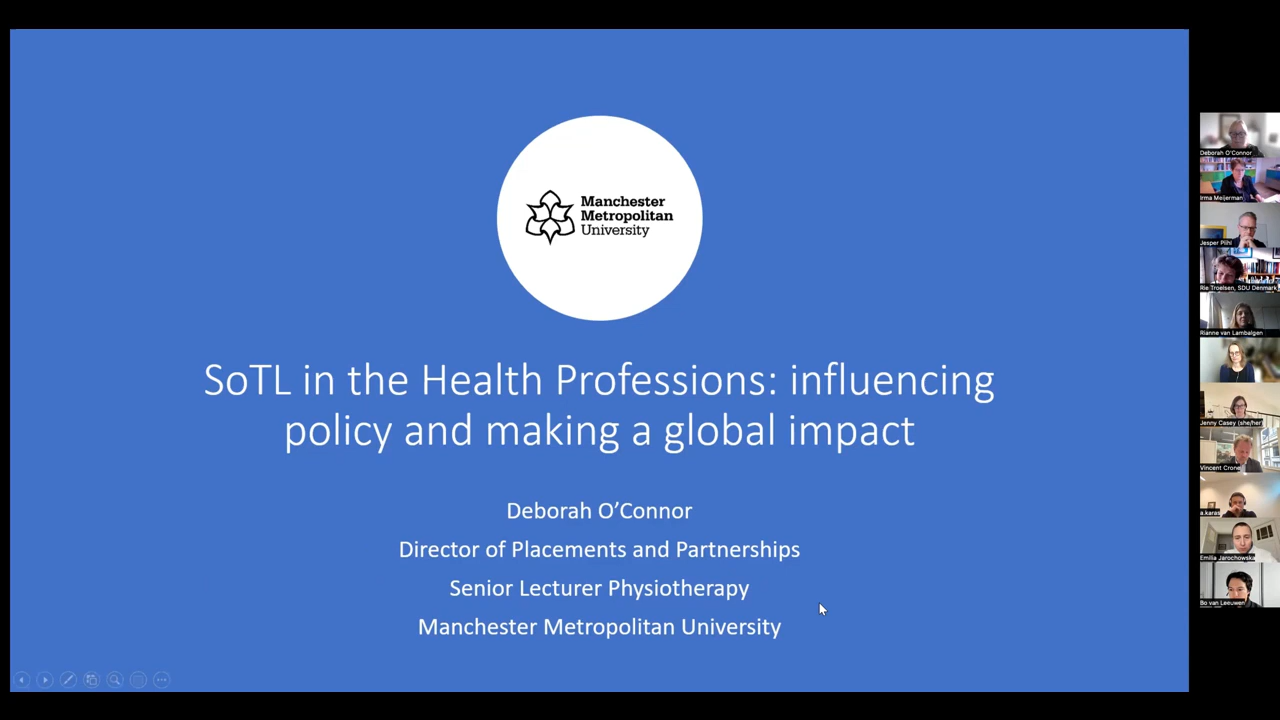 Manchester
Metropolitan
University
SoTL in the Health Professions: influencing
policy and making a global impact
Deborah O’Connor
Director of Placements and Partnerships
Senior Lecturer Physiotherapy
Manchester Metropolitan University
Deborah O'Connor
Irma Meijerman
Jesper Piihl
Rie Troelsen, SDU Denmark
Rianne van Lambalgen
Jenny Casey (she/her)
Vincent Crone
a.karas
Emilia Jarochowska
Bo van Leeuwen